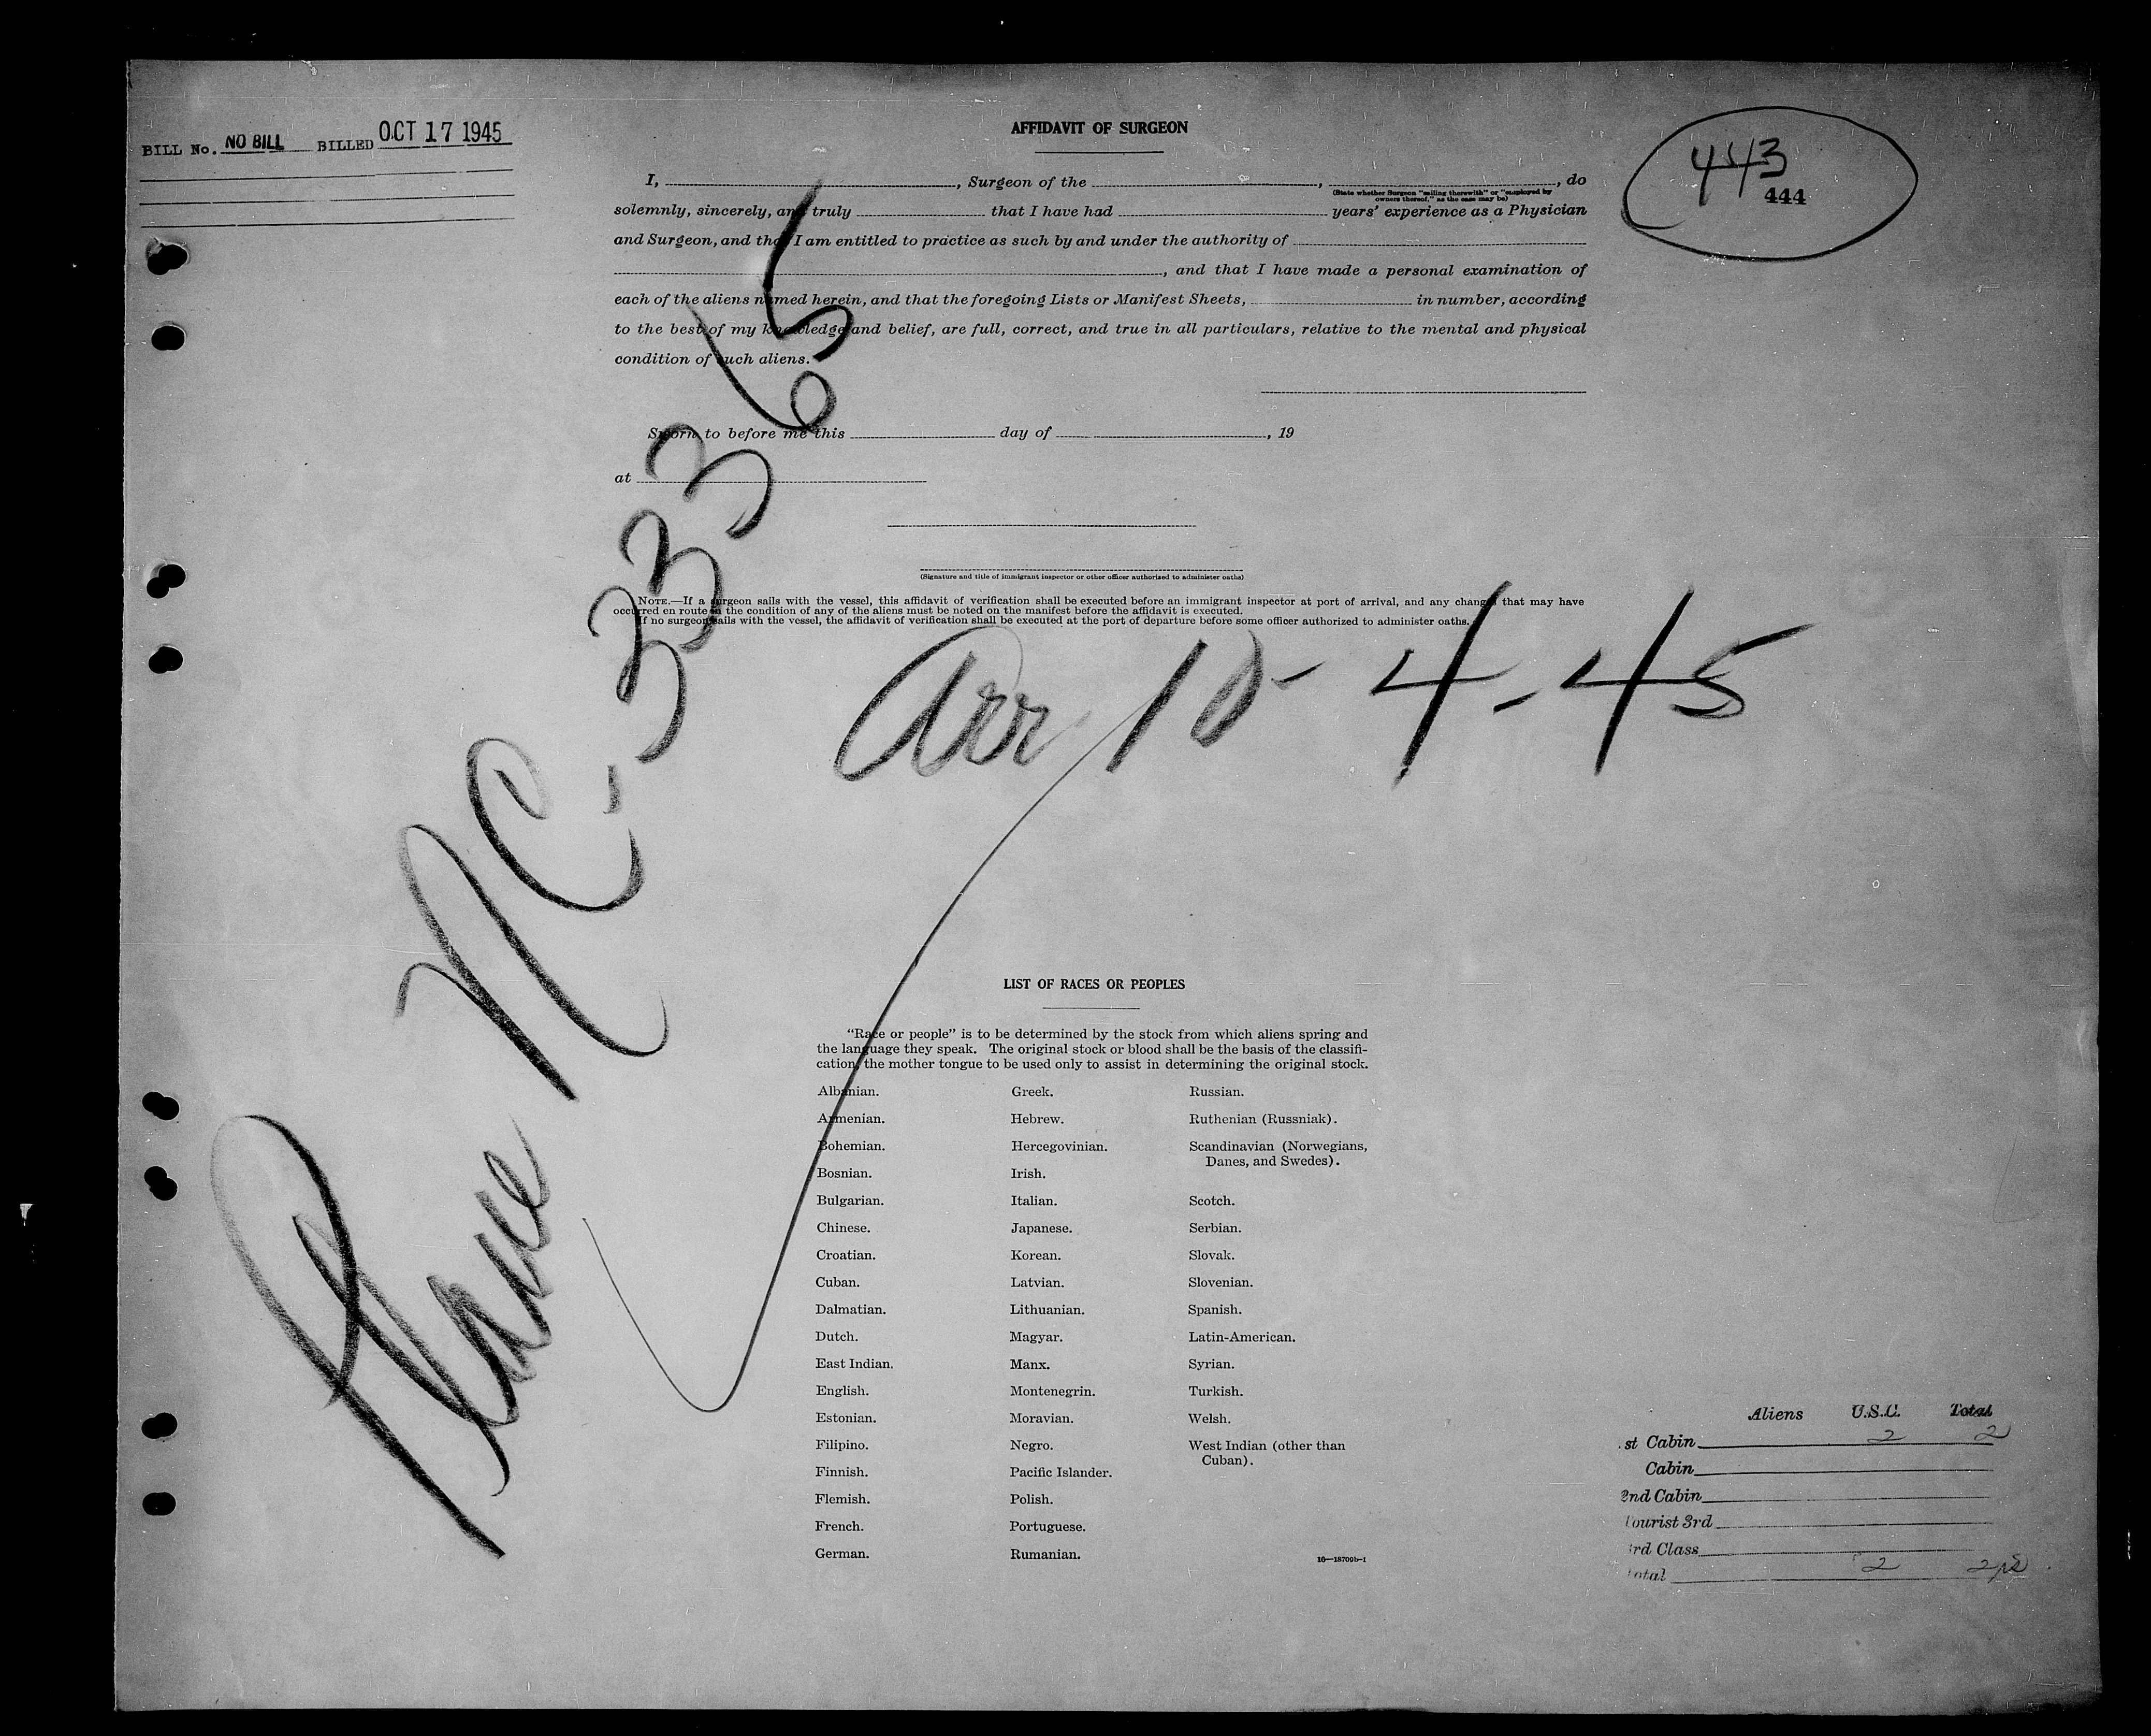 BILL No. NO BILL BILLED OCT 17 1945
AFFIDAVIT OF SURGEON
443
444
I, , Surgeon of the , , do
(State whether Surgeon "sailing therewith" or "employed by
owners thereof," as the case may be)
solemnly, sincerely, and truly that I have had years' experience as a Physician
and Surgeon, and that I am entitled to practice as such by and under the authority of
, and that I have made a personal examination of
each of the aliens named herein, and that the foregoing Lists or Manifest Sheets, in number, according
to the best of my knowledge and belief, are full, correct, and true in all particulars, relative to the mental and physical
condition of such aliens.
Sworn to before me this day of , 19
at
(Signature and title of immigrant inspector or other officer authorized to administer oaths)
NOTE.—If a surgeon sails with the vessel, this affidavit of verification shall be executed before an immigrant inspector at port of arrival, and any changes that may have
occurred en route in the condition of any of the aliens must be noted on the manifest before the affidavit is executed.
If no surgeon sails with the vessel, the affidavit of verification shall be executed at the port of departure before some officer authorized to administer oaths.
Plane NC-33365
Arr 10-4-45
LIST OF RACES OR PEOPLES
"Race or people" is to be determined by the stock from which aliens spring and
the language they speak. The original stock or blood shall be the basis of the classifi-
cation, the mother tongue to be used only to assist in determining the original stock.
Albanian. Greek. Russian.
Armenian. Hebrew. Ruthenian (Russniak).
Bohemian. Hercegovinian. Scandinavian (Norwegians,
Danes, and Swedes).
Bosnian. Irish.
Bulgarian. Italian. Scotch.
Chinese. Japanese. Serbian.
Croatian. Korean. Slovak.
Cuban. Latvian. Slovenian.
Dalmatian. Lithuanian. Spanish.
Dutch. Magyar. Latin-American.
East Indian. Manx. Syrian.
English. Montenegrin. Turkish.
Estonian. Moravian. Welsh.
Filipino. Negro. West Indian (other than
Cuban).
Finnish. Pacific Islander.
Flemish. Polish.
French. Portuguese.
German. Rumanian.
16—18709b-1
Aliens U.S.C. Total
st Cabin 2 2
Cabin
2nd Cabin
Tourist 3rd
3rd Class
Total 2 2